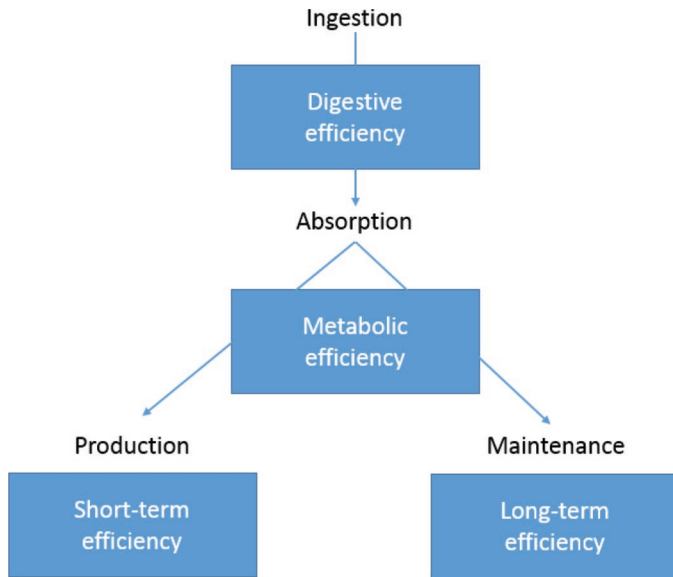 Ingestion
Digestive
efficiency
Absorption
Metabolic
efficiency
Production
Maintenance
Short-term
efficiency
Long-term
efficiency